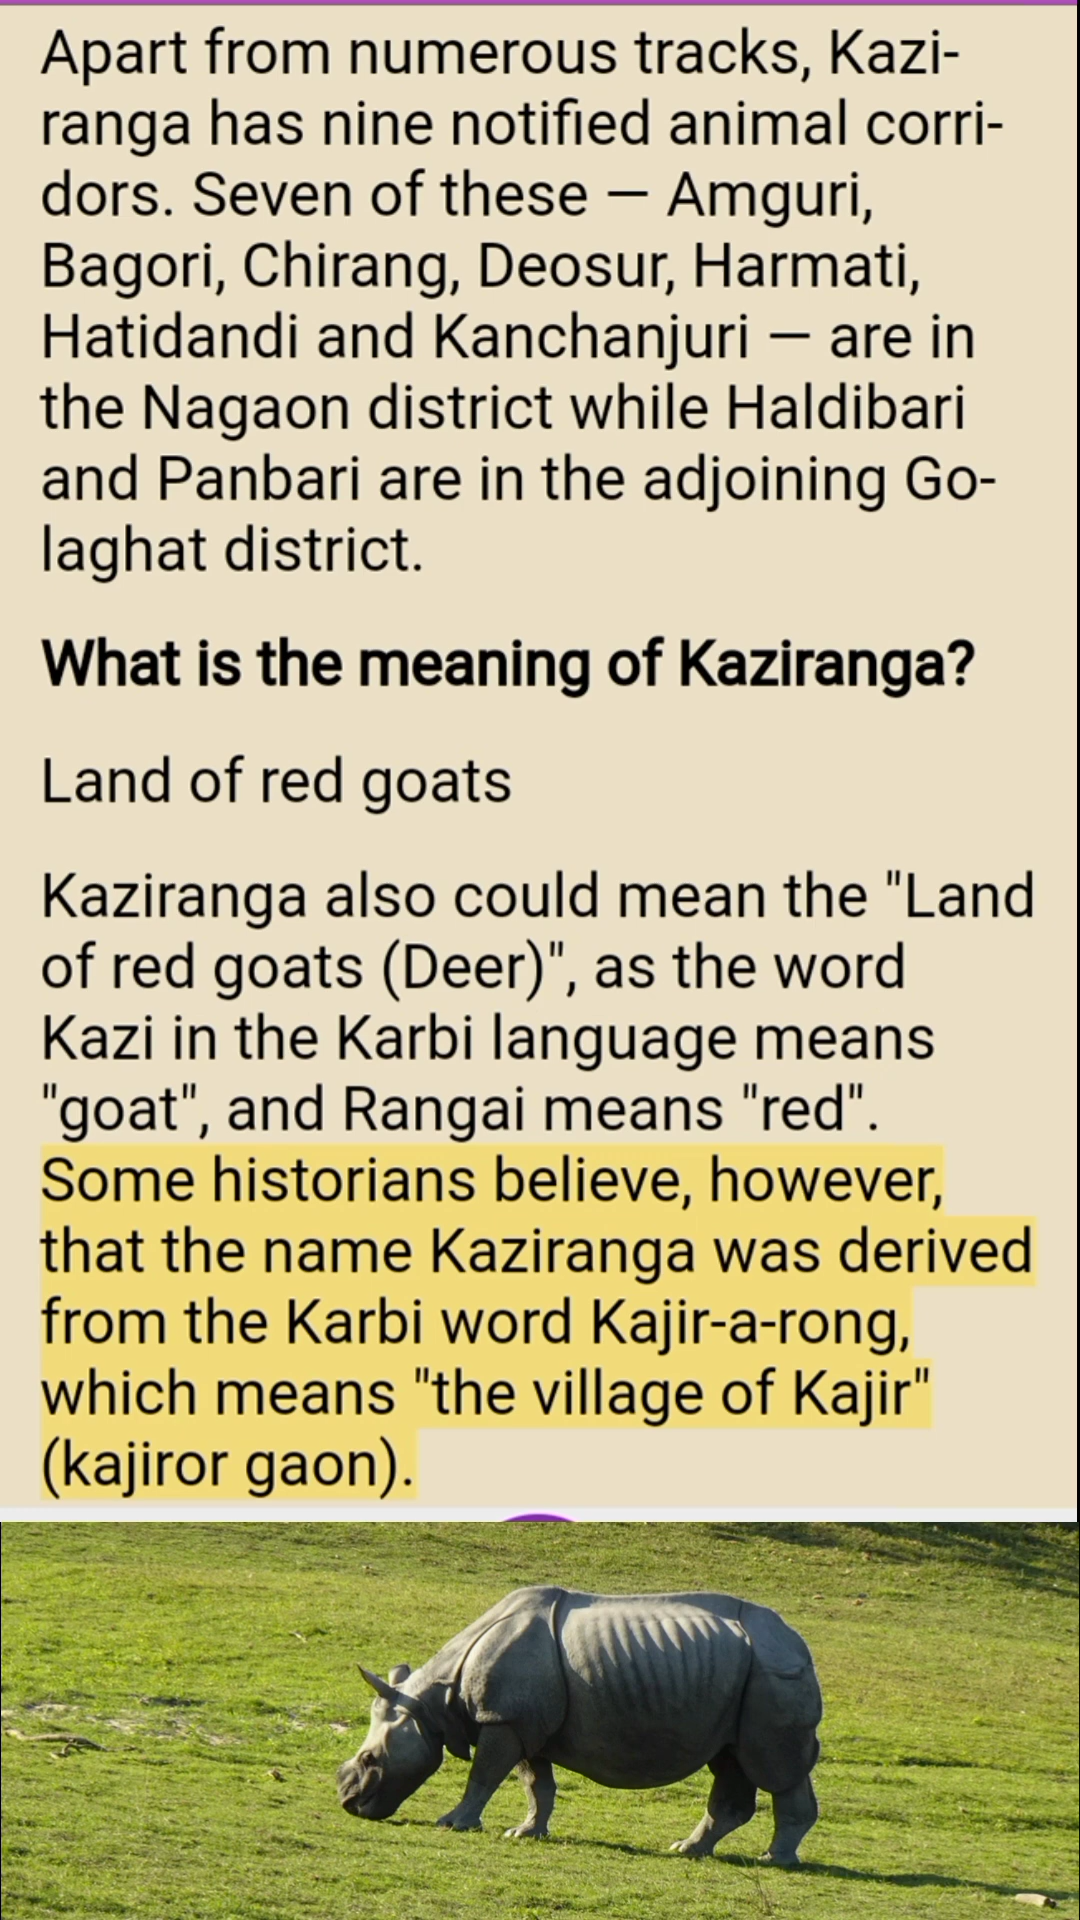 Apart from numerous tracks, Kazi-
ranga has nine notified animal corri-
dors. Seven of these — Amguri,
Bagori, Chirang, Deosur, Harmati,
Hatidandi and Kanchanjuri — are in
the Nagaon district while Haldibari
and Panbari are in the adjoining Go-
laghat district.
What is the meaning of Kaziranga?
Land of red goats
Kaziranga also could mean the "Land
of red goats (Deer)", as the word
Kazi in the Karbi language means
"goat", and Rangai means "red".
Some historians believe, however,
that the name Kaziranga was derived
from the Karbi word Kajir-a-rong,
which means "the village of Kajir"
(kajiror gaon).